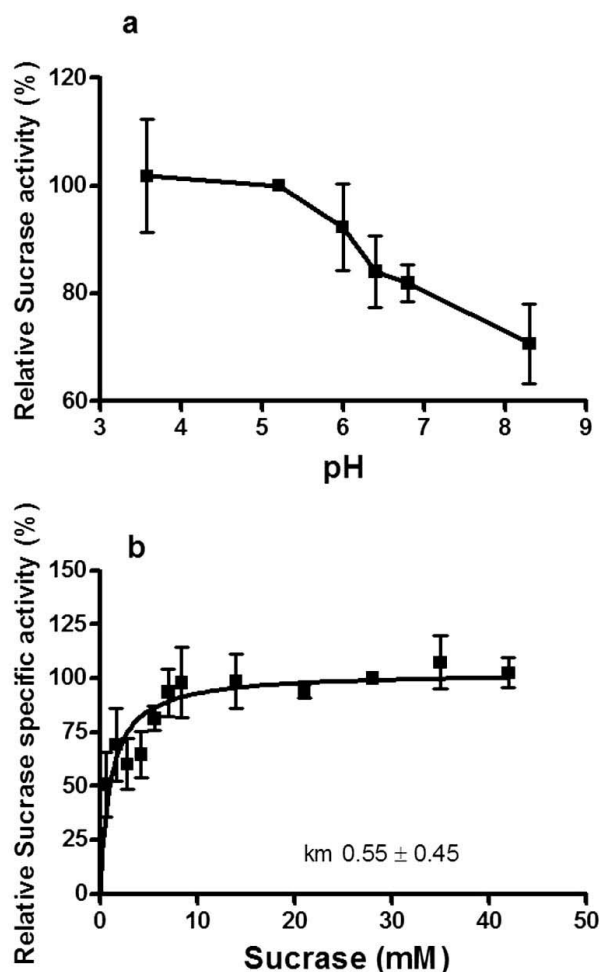 a
Relative Sucrase activity (%)
120
100
80
60
3 4 5 6 7 8 9
pH
b
Relative Sucrase specific activity (%)
150
125
100
75
50
25
0
km 0.55 ± 0.45
0 10 20 30 40 50
Sucrase (mM)